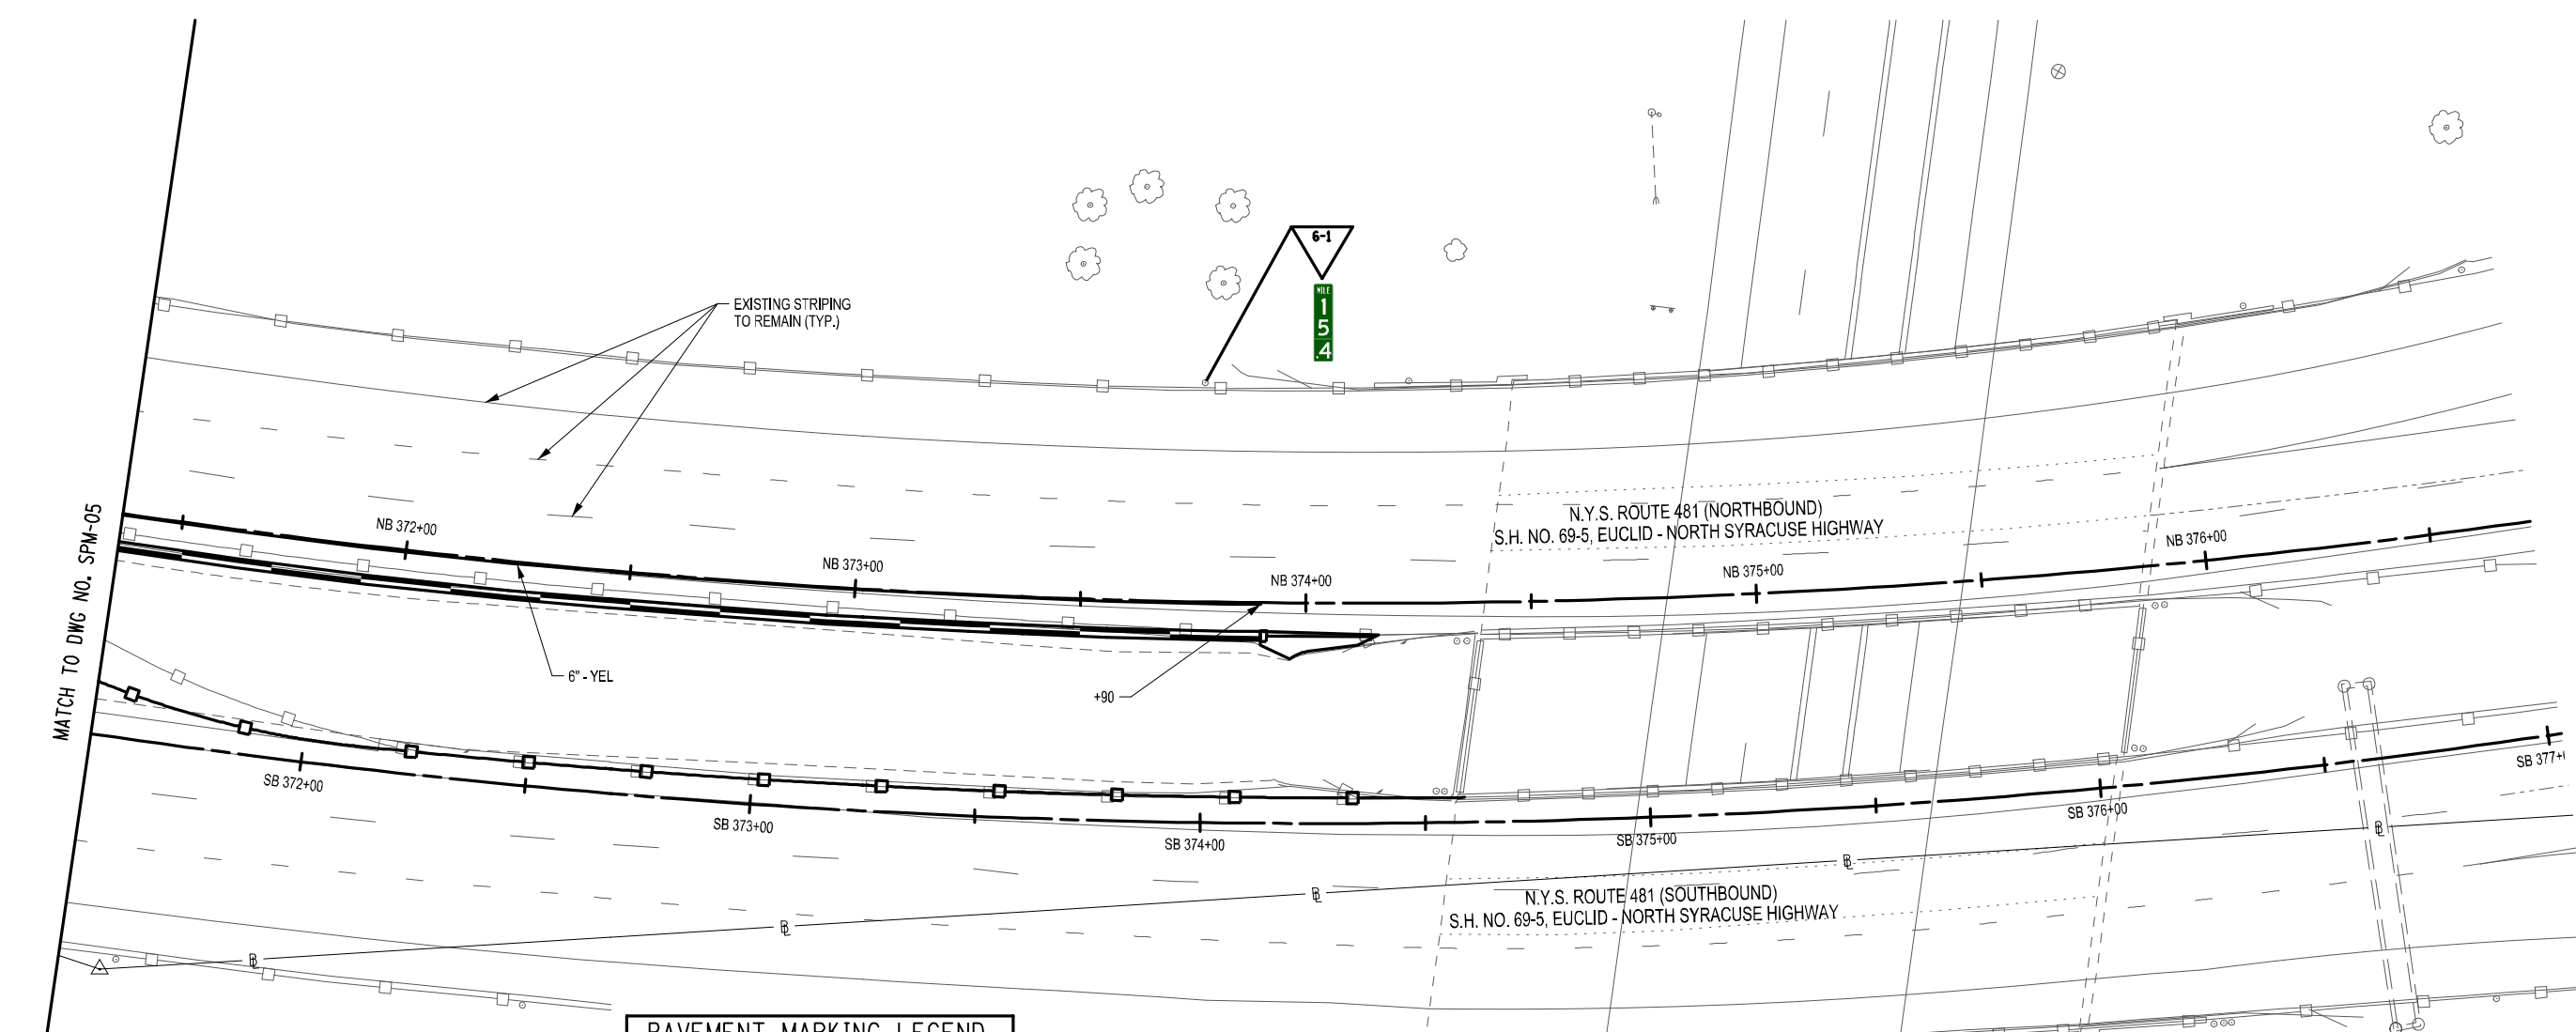 6-1
MILE
1
5
.4
EXISTING STRIPING
TO REMAIN (TYP.)
MATCH TO DWG NO. SPM-05
NB 372+00
NB 373+00
NB 374+00
NB 375+00
NB 376+00
N.Y.S. ROUTE 481 (NORTHBOUND)
S.H. NO. 69-5, EUCLID - NORTH SYRACUSE HIGHWAY
6" - YEL
+90
SB 372+00
SB 373+00
SB 374+00
SB 375+00
SB 376+00
SB 377+
N.Y.S. ROUTE 481 (SOUTHBOUND)
S.H. NO. 69-5, EUCLID - NORTH SYRACUSE HIGHWAY
PAVEMENT MARKING LEGEND